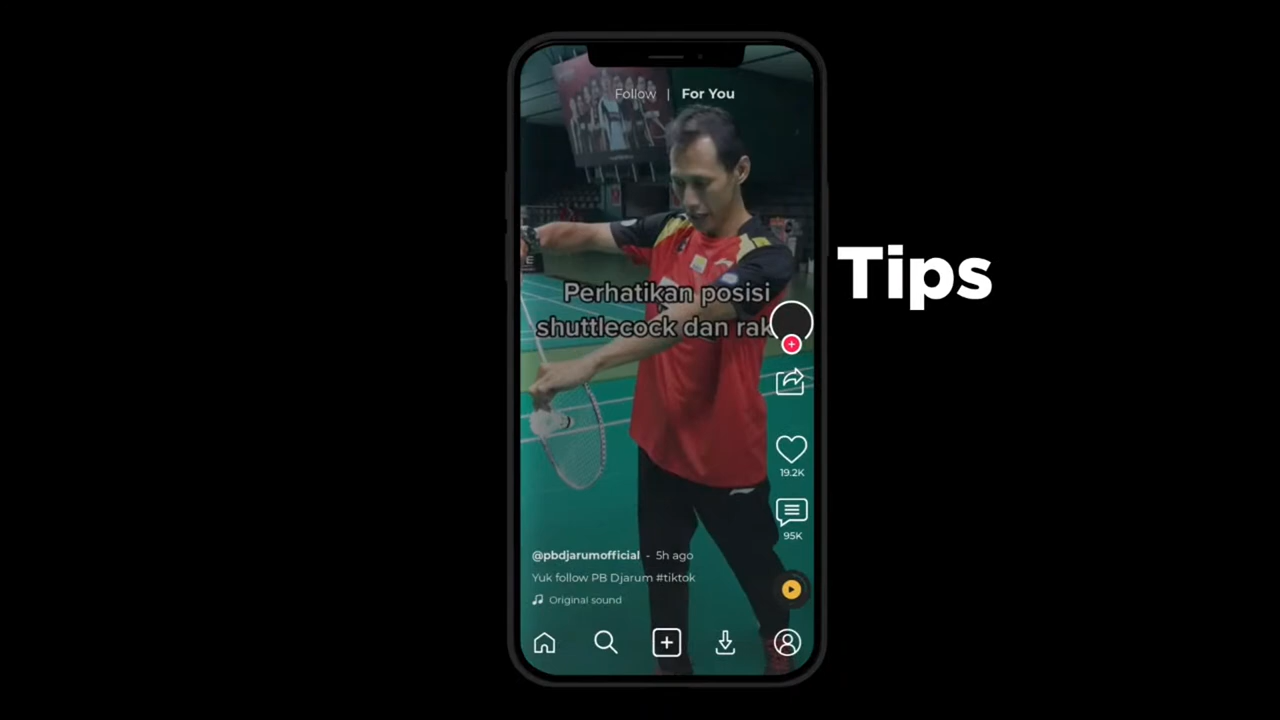 Follow | For You
Tips
Perhatikan posisi
shuttlecock dan rak
19.2K
95K
@pbdjarumofficial - 5h ago
Yuk follow PB Djarum #tiktok
Original sound